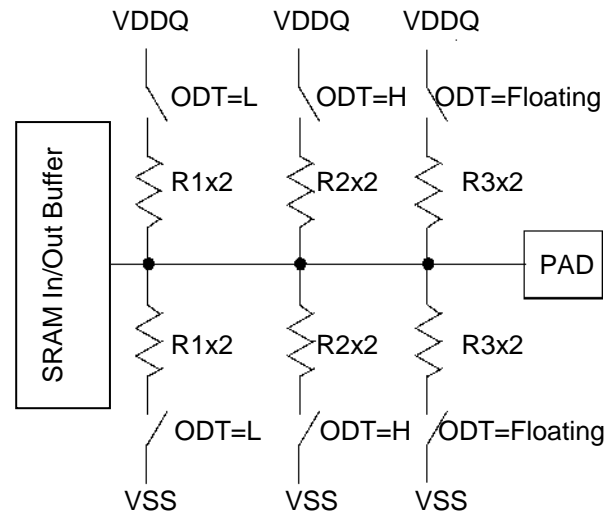 VDDQ VDDQ VDDQ
ODT=L ODT=H ODT=Floating
R1x2 R2x2 R3x2
SRAM In/Out Buffer
PAD
R1x2 R2x2 R3x2
ODT=L ODT=H ODT=Floating
VSS VSS VSS